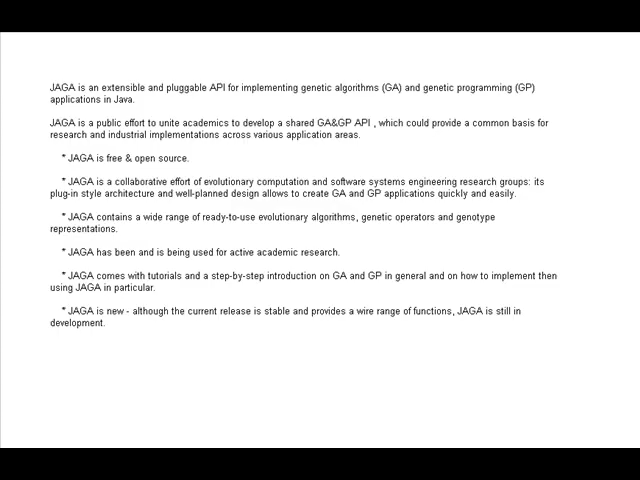 JAGA is an extensible and pluggable API for implementing genetic algorithms (GA) and genetic programming (GP)
applications in Java.
JAGA is a public effort to unite academics to develop a shared GA&GP API , which could provide a common basis for
research and industrial implementations across various application areas.
* JAGA is free & open source.
* JAGA is a collaborative effort of evolutionary computation and software systems engineering research groups: its
plug-in style architecture and well-planned design allows to create GA and GP applications quickly and easily.
* JAGA contains a wide range of ready-to-use evolutionary algorithms, genetic operators and genotype
representations.
* JAGA has been and is being used for active academic research.
* JAGA comes with tutorials and a step-by-step introduction on GA and GP in general and on how to implement then
using JAGA in particular.
* JAGA is new - although the current release is stable and provides a wire range of functions, JAGA is still in
development.